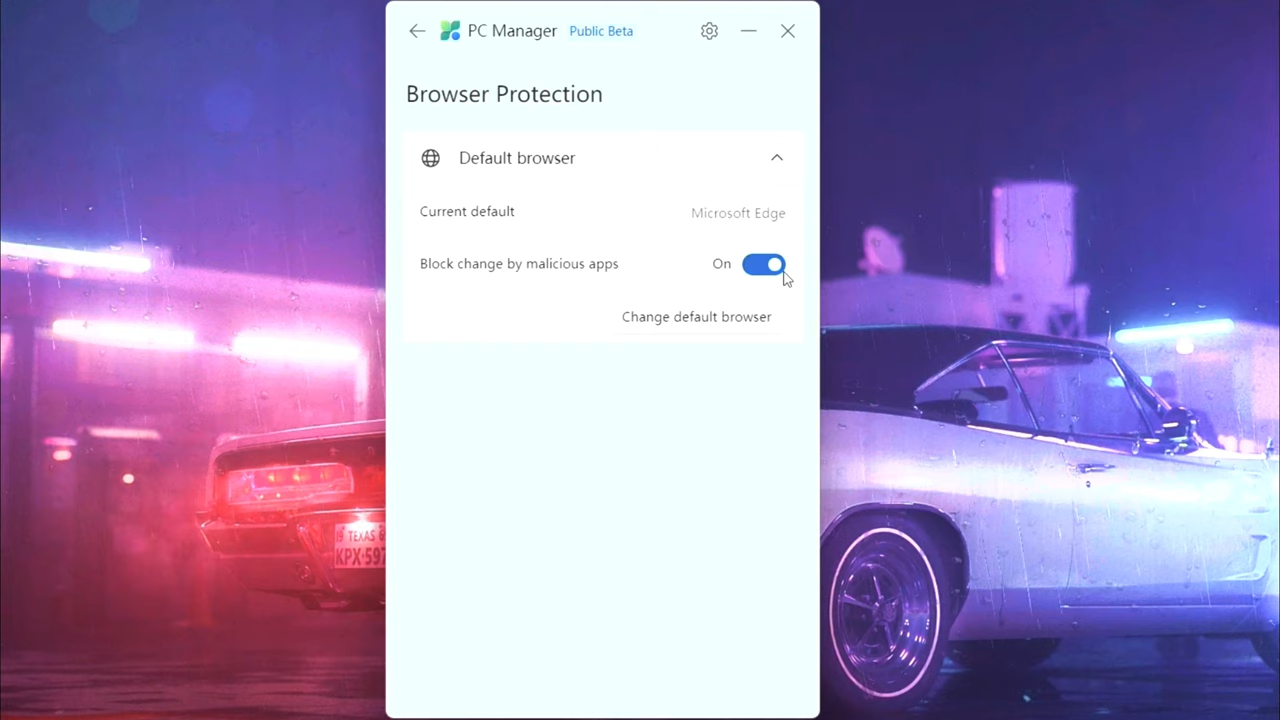 PC Manager Public Beta
Browser Protection
Default browser
Current default Microsoft Edge
Block change by malicious apps On
Change default browser
TEXAS
KPX-597